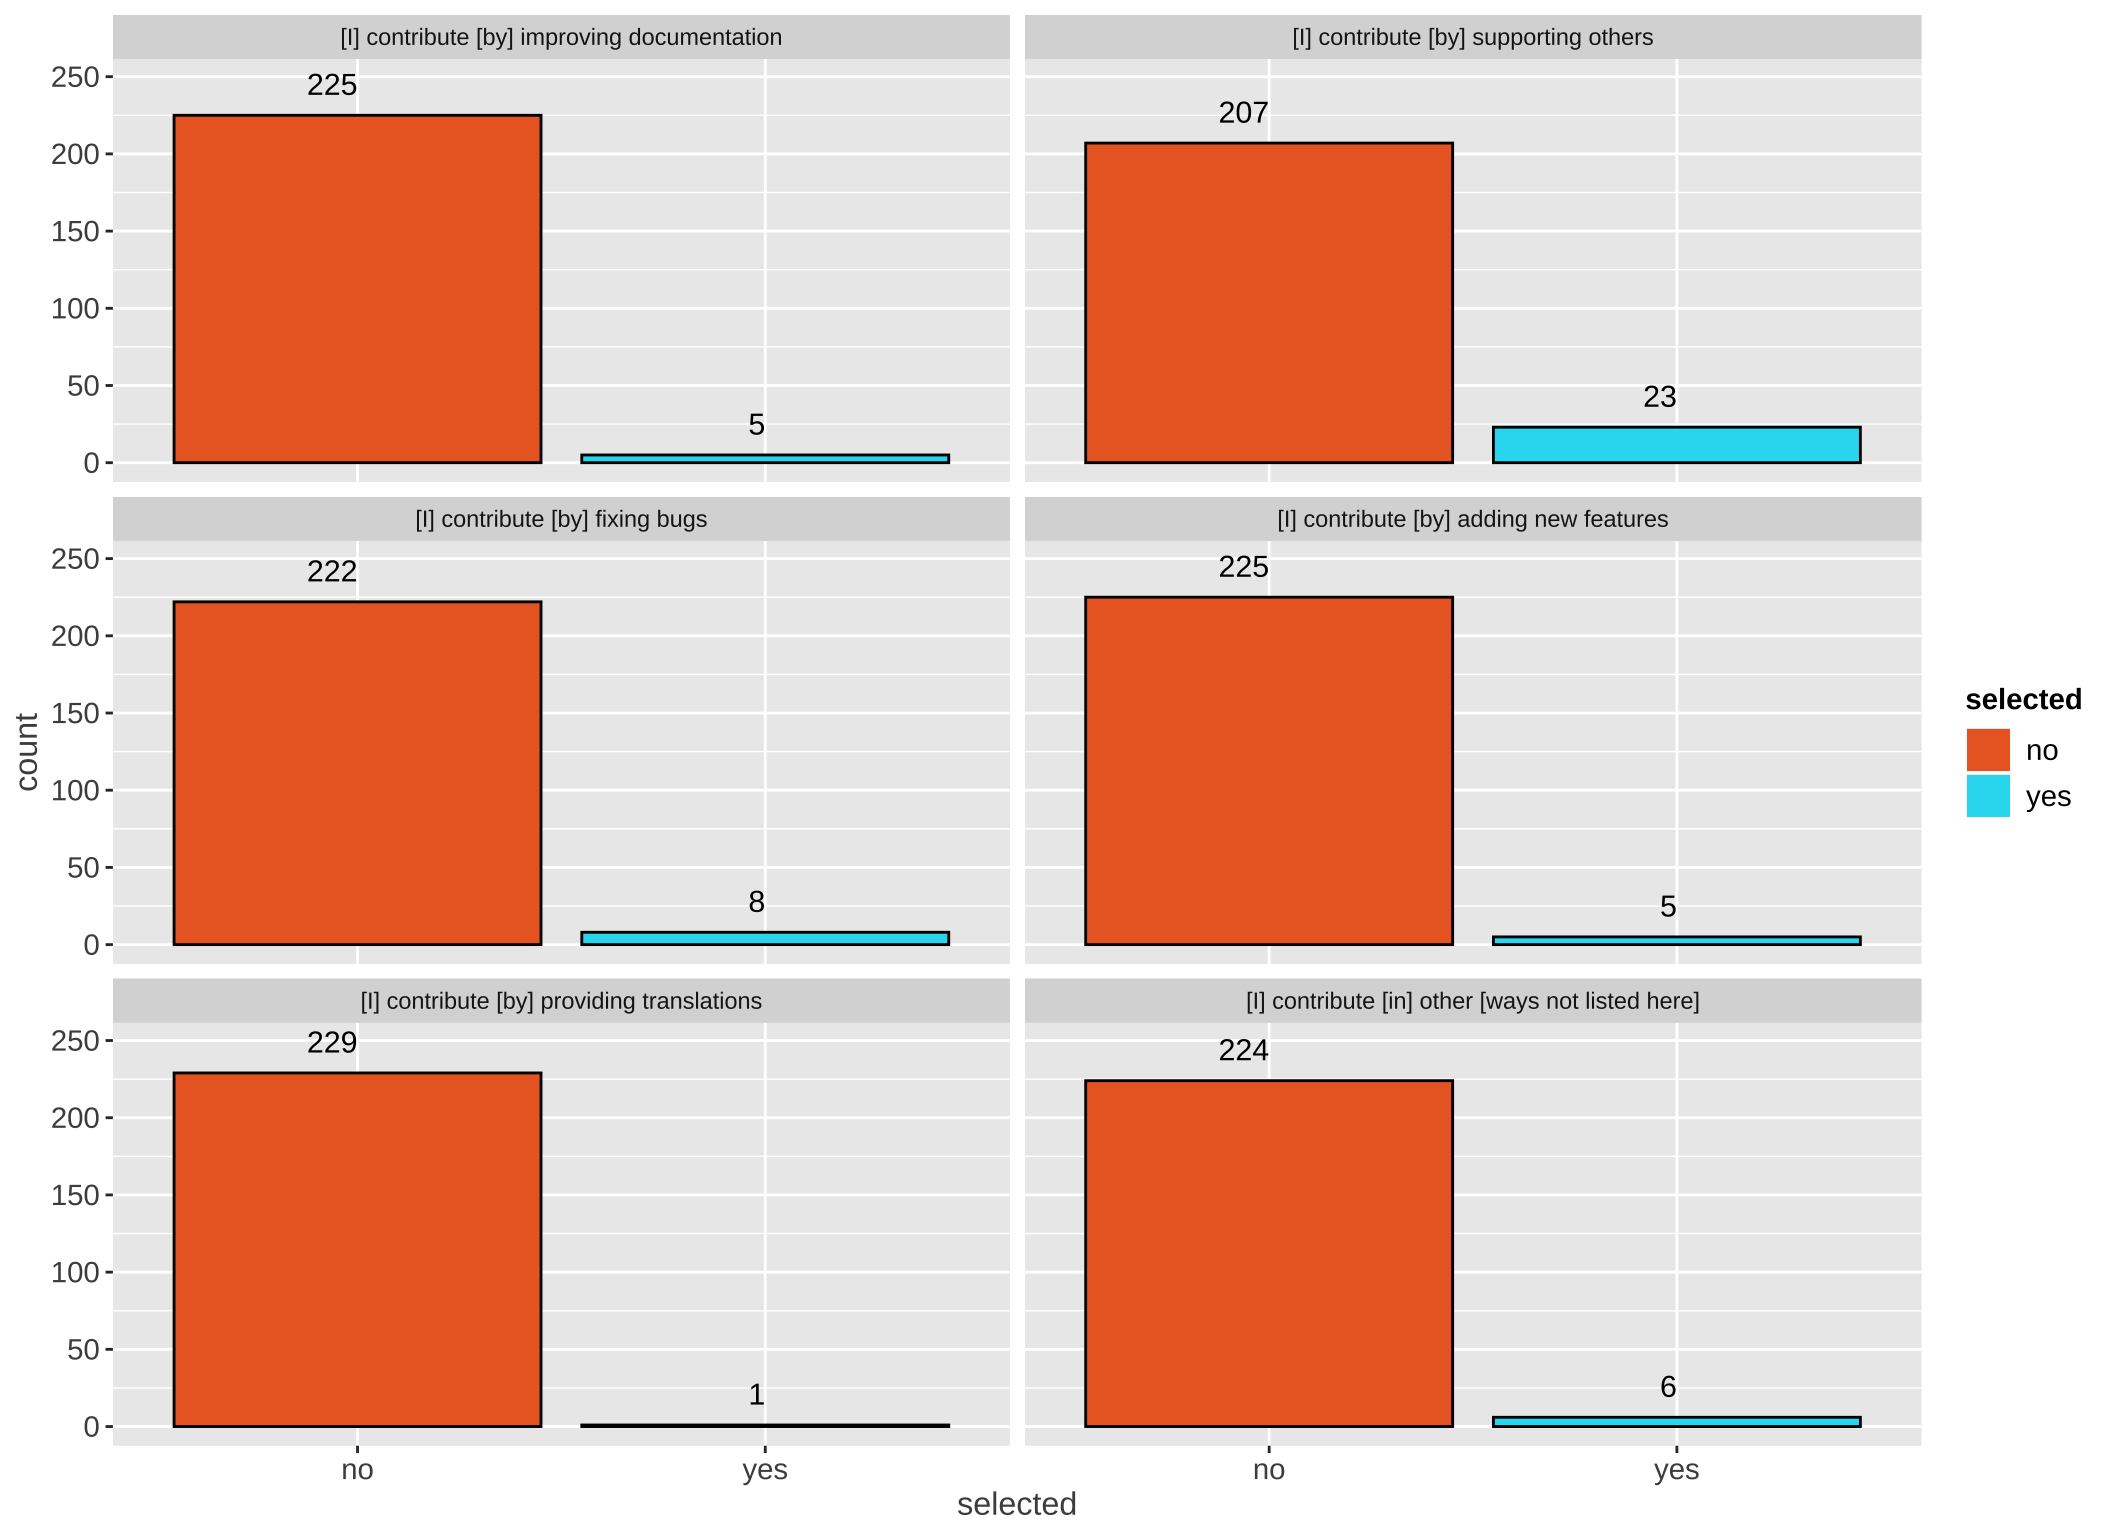 [I] contribute [by] improving documentation
[I] contribute [by] supporting others
250
200
150
100
50
0
225
5
207
23
[I] contribute [by] fixing bugs
[I] contribute [by] adding new features
250
200
150
100
50
0
222
8
225
5
[I] contribute [by] providing translations
[I] contribute [in] other [ways not listed here]
250
200
150
100
50
0
229
1
224
6
no
yes
no
yes
selected
count
selected
no
yes